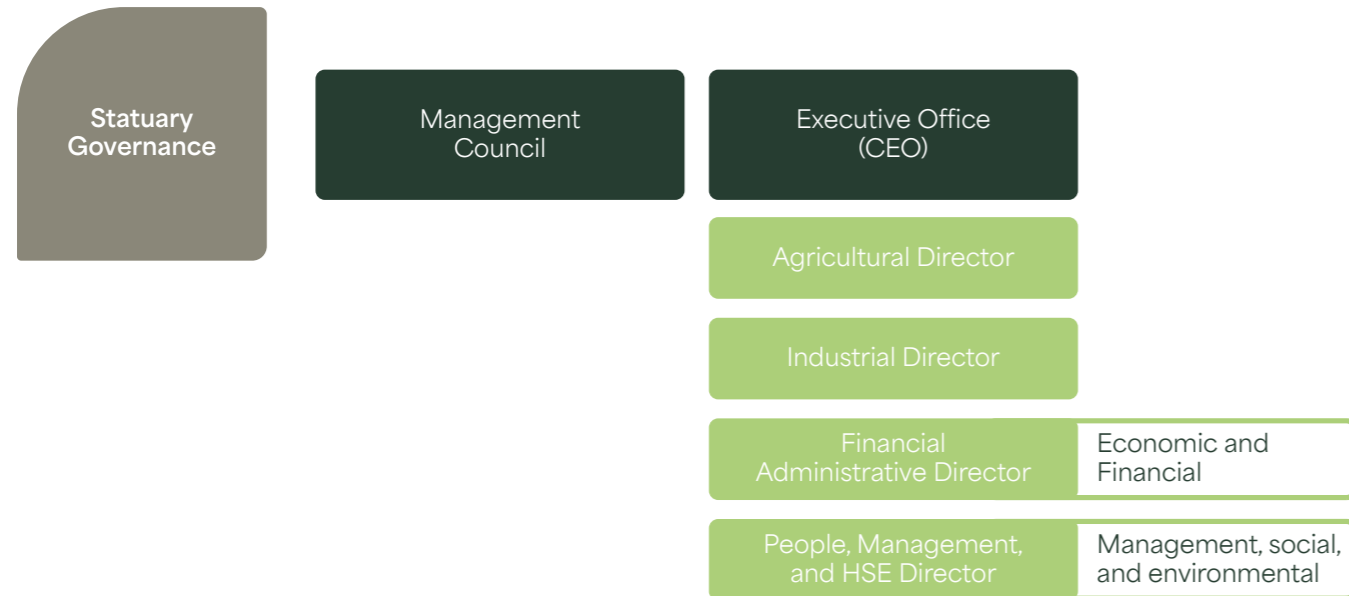 Statuary
Governance
Management
Council
Executive Office
(CEO)
Agricultural Director
Industrial Director
Financial
Administrative Director
Economic and
Financial
People, Management,
and HSE Director
Management, social,
and environmental